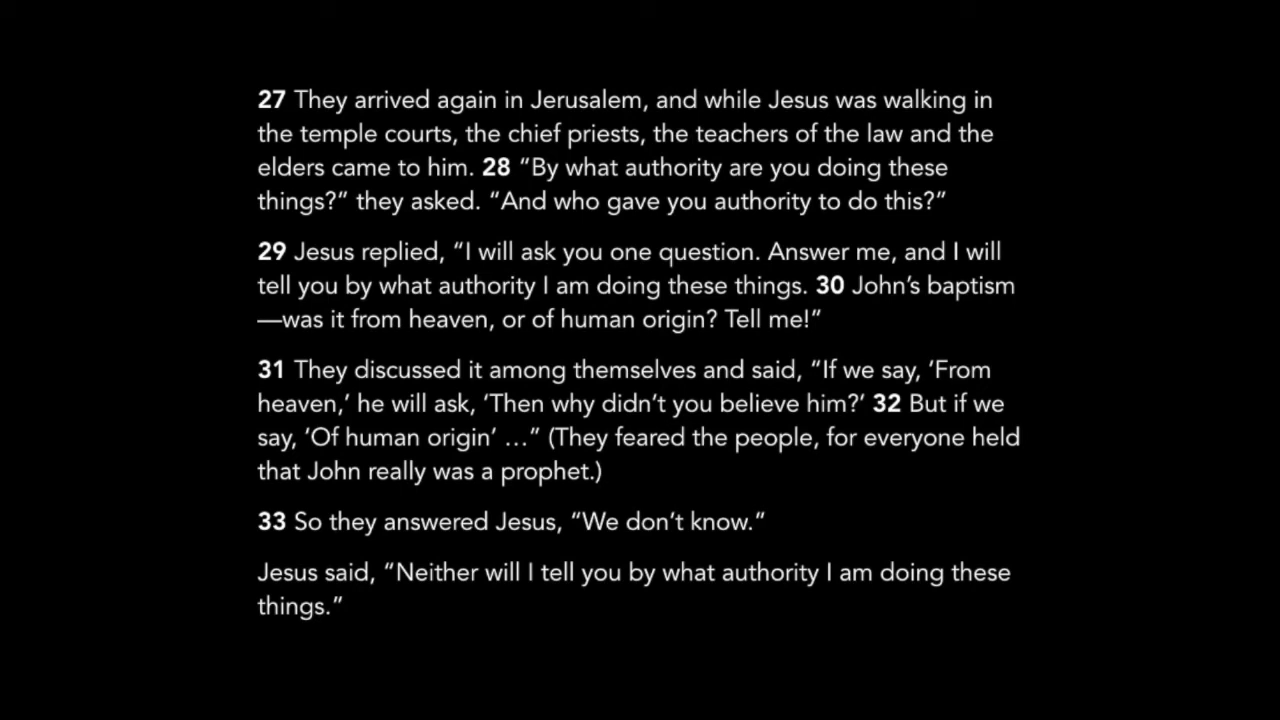 27 They arrived again in Jerusalem, and while Jesus was walking in
the temple courts, the chief priests, the teachers of the law and the
elders came to him. 28 “By what authority are you doing these
things?” they asked. “And who gave you authority to do this?”
29 Jesus replied, “I will ask you one question. Answer me, and I will
tell you by what authority I am doing these things. 30 John’s baptism
—was it from heaven, or of human origin? Tell me!”
31 They discussed it among themselves and said, “If we say, ‘From
heaven,’ he will ask, ‘Then why didn’t you believe him?’ 32 But if we
say, ‘Of human origin’ …” (They feared the people, for everyone held
that John really was a prophet.)
33 So they answered Jesus, “We don’t know.”
Jesus said, “Neither will I tell you by what authority I am doing these
things.”